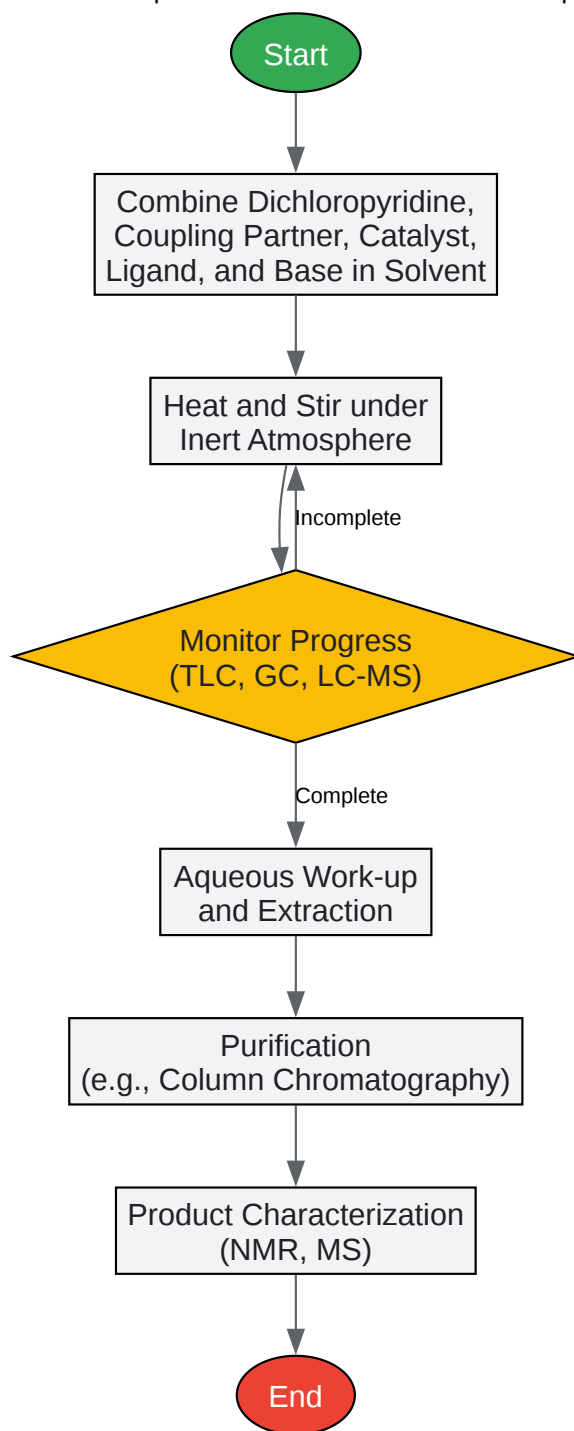 Start
Combine Dichloropyridine,
Coupling Partner, Catalyst,
Ligand, and Base in Solvent
Heat and Stir under
Inert Atmosphere
Incomplete
Monitor Progress
(TLC, GC, LC-MS)
Complete
Aqueous Work-up
and Extraction
Purification
(e.g., Column Chromatography)
Product Characterization
(NMR, MS)
End